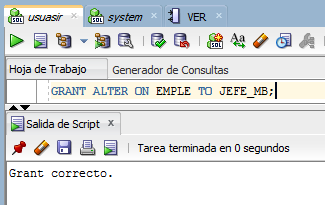 usuasir
system
VER
Hoja de Trabajo
Generador de Consultas
GRANT ALTER ON EMPLE TO JEFE_MB;
Salida de Script
Tarea terminada en 0 segundos
Grant correcto.